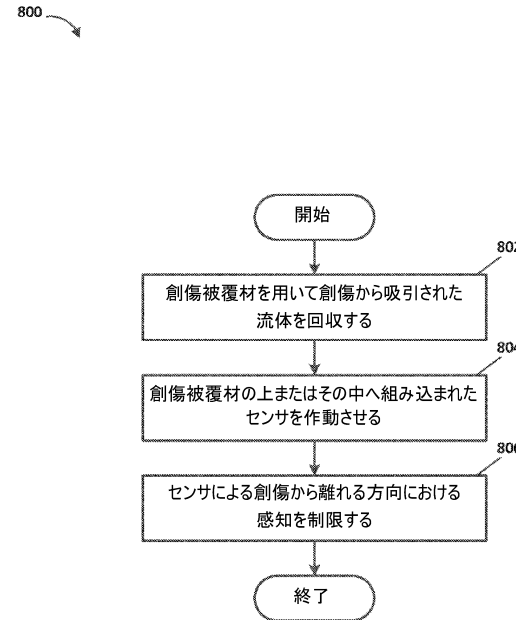 800
開始
802
創傷被覆材を用いて創傷から吸引された
流体を回収する
804
創傷被覆材の上またはその中へ組み込まれた
センサを作動させる
806
センサによる創傷から離れる方向における
感知を制限する
終了